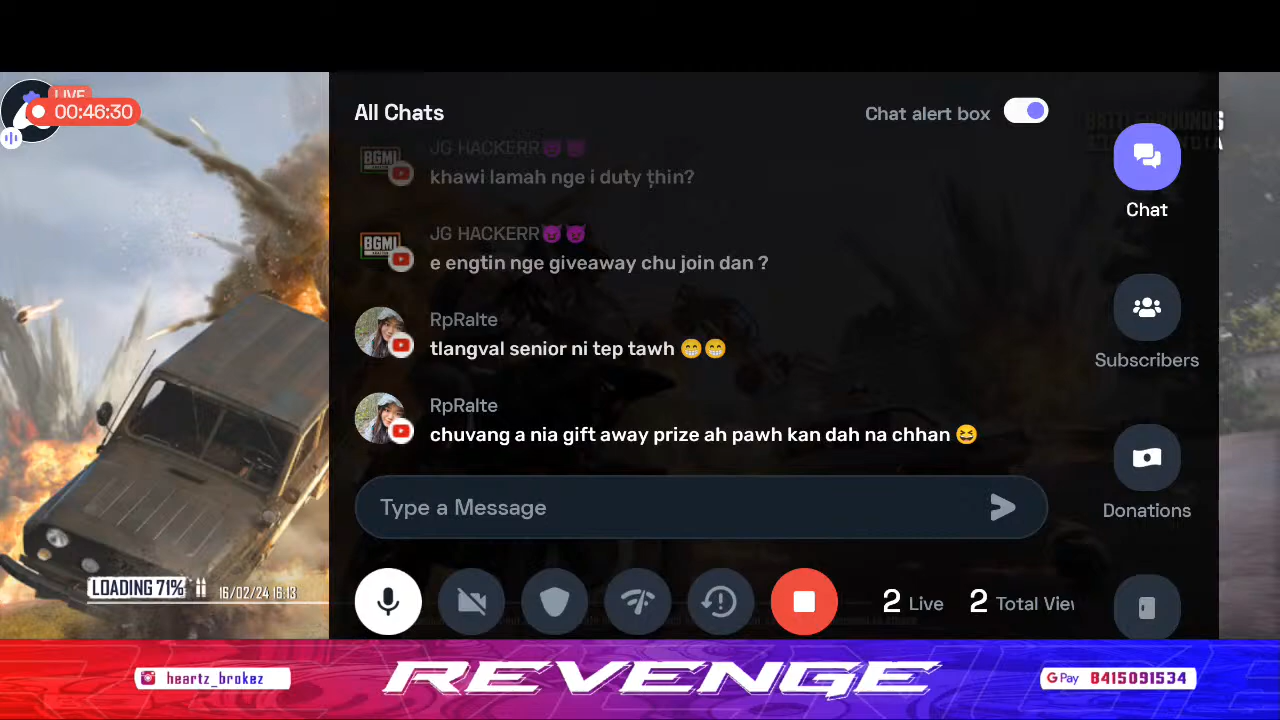 LIVE
00:46:30
All Chats
Chat alert box
JG HACKERR😈😈
khawi lamah nge i duty ṭhin?
Chat
BGMI
JG HACKERR😈😈
e engtin nge giveaway chu join dan ?
BGMI
RpRalte
tlangval senior ni tep tawh 😁😁
Subscribers
RpRalte
chuvang a nia gift away prize ah pawh kan dah na chhan 😆
Type a Message
Donations
LOADING 71%
16/02/24 16:13
2 Live
2 Total Vie
heartz_brokez
REVENGE
G Pay 8415091534